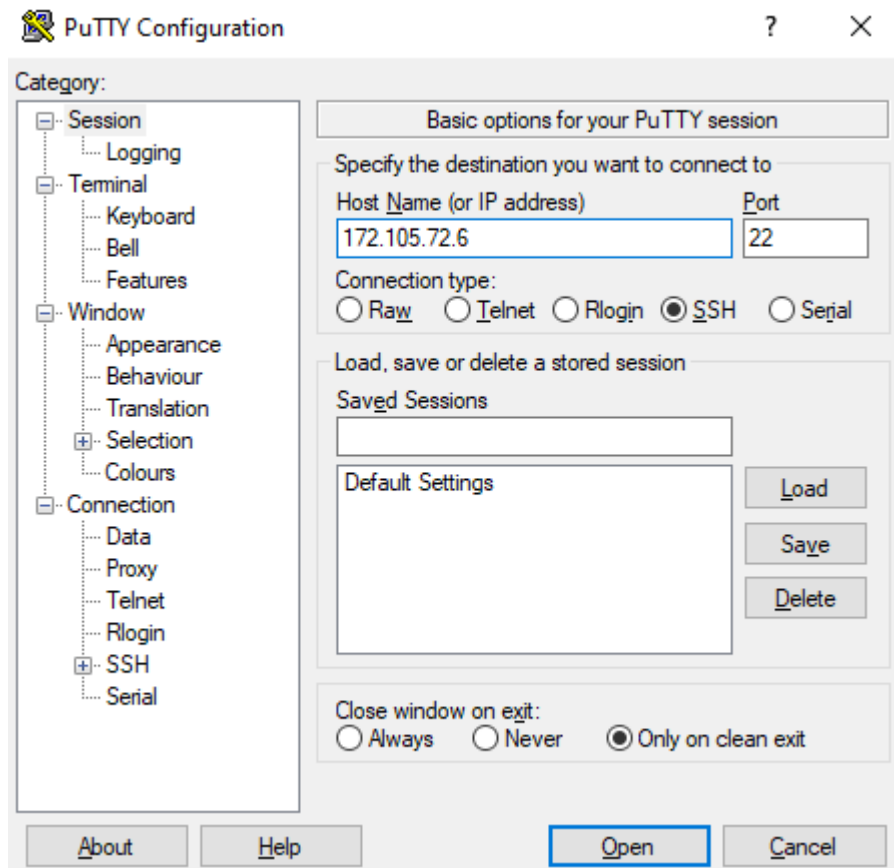 PuTTY Configuration
?
Category:
Session
Logging
Terminal
Keyboard
Bell
Features
Window
Appearance
Behaviour
Translation
Selection
Colours
Connection
Data
Proxy
Telnet
Rlogin
SSH
Serial
Basic options for your PuTTY session
Specify the destination you want to connect to
Host Name (or IP address) Port
172.105.72.6 22
Connection type:
Raw Telnet Rlogin SSH Serial
Load, save or delete a stored session
Saved Sessions
Default Settings
Load
Save
Delete
Close window on exit:
Always Never Only on clean exit
About Help Open Cancel